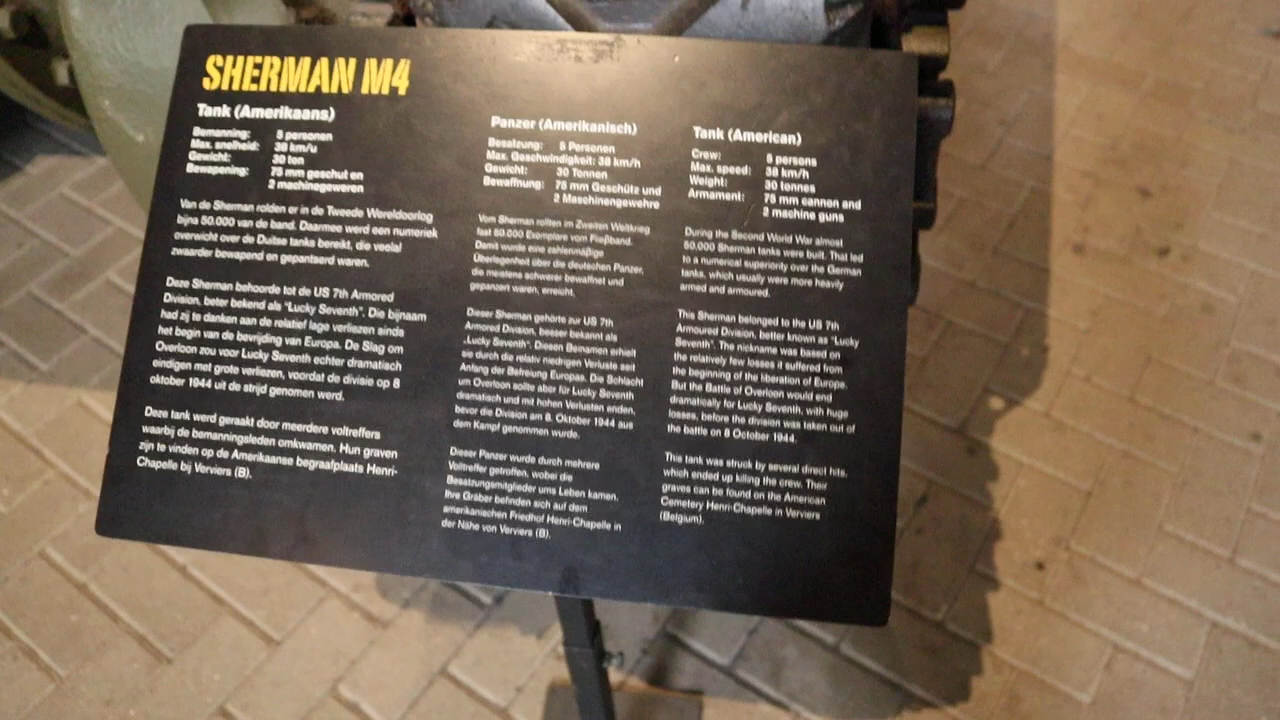 SHERMAN M4
Tank (Amerikaans)
Bemanning: 5 personen
Max. snelheid: 38 km/u
Gewicht: 30 ton
Bewapening: 75 mm geschut en
2 machinegeweren
Van de Sherman rolden er in de Tweede Wereldoorlog
bijna 50.000 van de band. Daarmee werd een numeriek
overwicht over de Duitse tanks bereikt, die veelal
zwaarder bewapend en gepantserd waren.
Deze Sherman behoorde tot de US 7th Armored
Division, beter bekend als "Lucky Seventh". Die bijnaam
had zij te danken aan de relatief lage verliezen sinds
het begin van de bevrijding van Europa. De Slag om
Overloon zou voor Lucky Seventh echter dramatisch
eindigen met grote verliezen, voordat de divisie op 8
oktober 1944 uit de strijd genomen werd.
Deze tank werd geraakt door meerdere voltreffers
waarbij de bemanningsleden omkwamen. Hun graven
zijn te vinden op de Amerikaanse begraafplaats Henri-
Chapelle bij Verviers (B).
Panzer (Amerikanisch)
Besatzung: 5 Personen
Max. Geschwindigkeit: 38 km/h
Gewicht: 30 Tonnen
Bewaffnung: 75 mm Geschütz und
2 Maschinengewehre
Vom Sherman rollten im Zweiten Weltkrieg
fast 50.000 Exemplare vom Fließband.
Damit wurde eine zahlenmäßige
Überlegenheit über die deutschen Panzer,
die meistens schwerer bewaffnet und
gepanzert waren, erreicht.
Dieser Sherman gehörte zur US 7th
Armored Division, besser bekannt als
„Lucky Seventh". Diesen Beinamen erhielt
sie durch die relativ niedrigen Verluste seit
Anfang der Befreiung Europas. Die Schlacht
um Overloon sollte aber für Lucky Seventh
dramatisch und mit hohen Verlusten enden,
bevor die Division am 8. Oktober 1944 aus
dem Kampf genommen wurde.
Dieser Panzer wurde durch mehrere
Volltreffer getroffen, wobei die
Besatzungsmitglieder ums Leben kamen.
Ihre Gräber befinden sich auf dem
amerikanischen Friedhof Henri-Chapelle in
der Nähe von Verviers (B).
Tank (American)
Crew: 5 persons
Max. speed: 38 km/h
Weight: 30 tonnes
Armament: 75 mm cannon and
2 machine guns
During the Second World War almost
50,000 Sherman tanks were built. That led
to a numerical superiority over the German
tanks, which usually were more heavily
armed and armoured.
This Sherman belonged to the US 7th
Armoured Division, better known as "Lucky
Seventh". The nickname was based on
the relatively few losses it suffered from
the beginning of the liberation of Europe.
But the Battle of Overloon would end
dramatically for Lucky Seventh, with huge
losses, before the division was taken out of
the battle on 8 October 1944.
This tank was struck by several direct hits,
which ended up killing the crew. Their
graves can be found on the American
Cemetery Henri-Chapelle in Verviers
(Belgium).